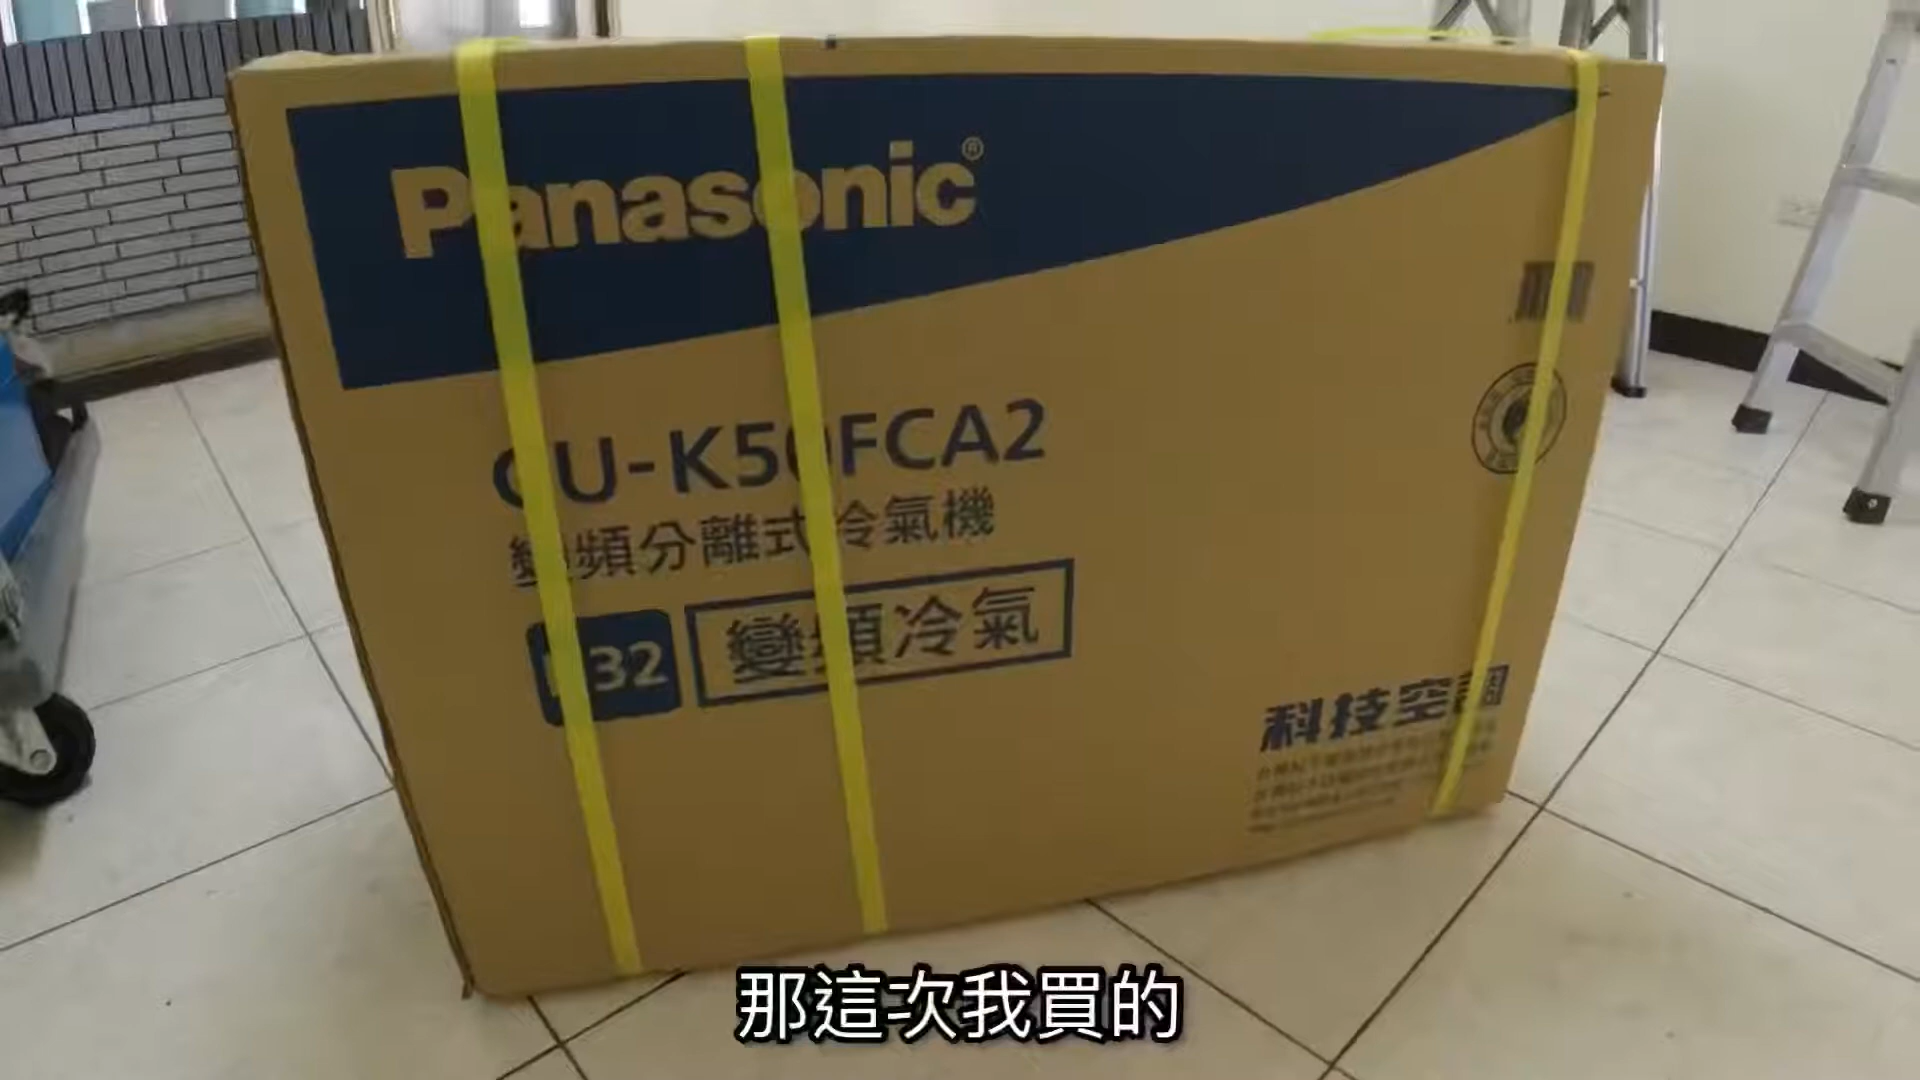 Panasonic®
CU-K50FCA2
變頻分離式冷氣機
R32
變頻冷氣
科技空調
那這次我買的